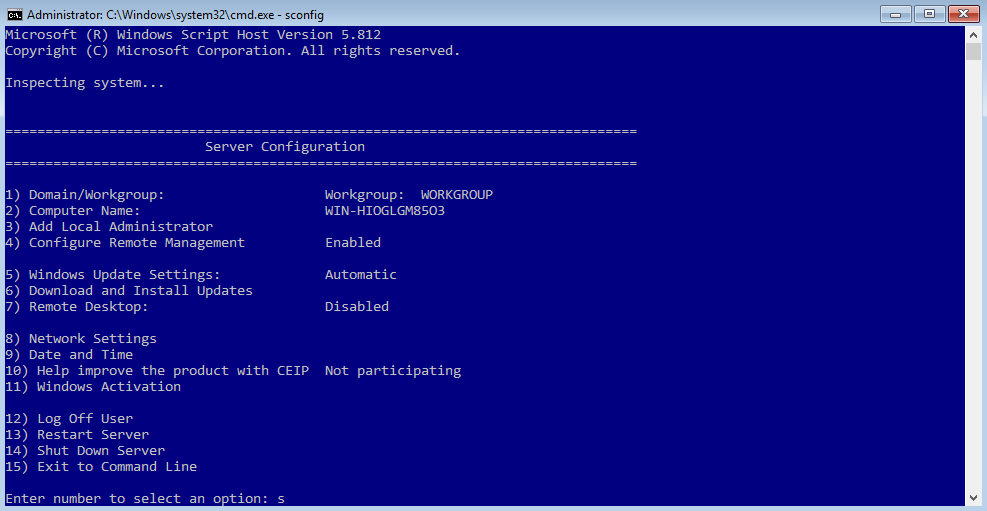 Administrator: C:\Windows\system32\cmd.exe - sconfig
Microsoft (R) Windows Script Host Version 5.812
Copyright (C) Microsoft Corporation. All rights reserved.
Inspecting system...
===============================================================================
Server Configuration
===============================================================================
1) Domain/Workgroup: Workgroup: WORKGROUP
2) Computer Name: WIN-HIOGLGM85O3
3) Add Local Administrator
4) Configure Remote Management Enabled
5) Windows Update Settings: Automatic
6) Download and Install Updates
7) Remote Desktop: Disabled
8) Network Settings
9) Date and Time
10) Help improve the product with CEIP Not participating
11) Windows Activation
12) Log Off User
13) Restart Server
14) Shut Down Server
15) Exit to Command Line
Enter number to select an option: s